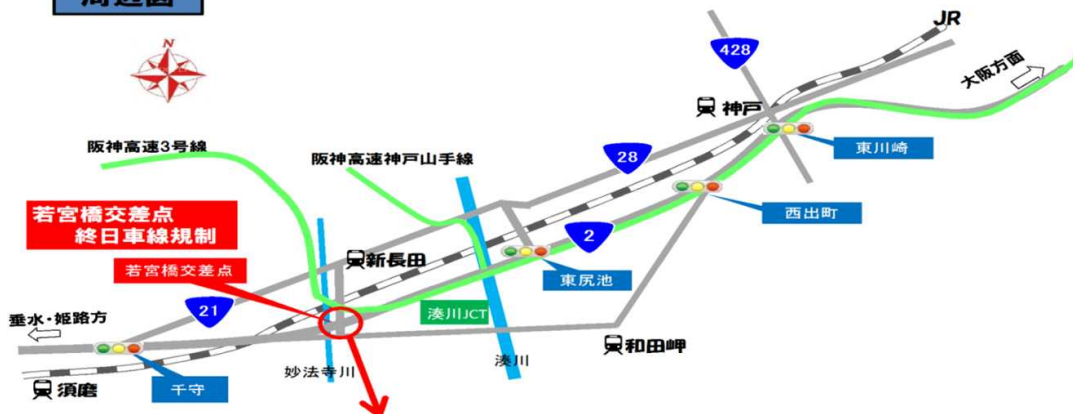 周辺図
N
JR
428
大阪方面
神戸
阪神高速3号線
阪神高速神戸山手線
28
東川崎
若宮橋交差点
終日車線規制
西出町
2
新長田
若宮橋交差点
東尻池
21
湊川JCT
垂水・姫路方
和田岬
湊川
妙法寺川
須磨
千守